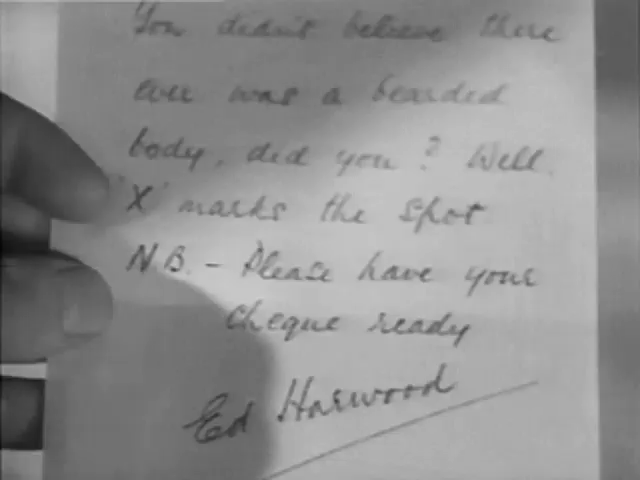 You didn't believe there
ever was a bearded
body, did you? Well.
'X' marks the spot
N.B. - Please have your
cheque ready
Ed Harwood